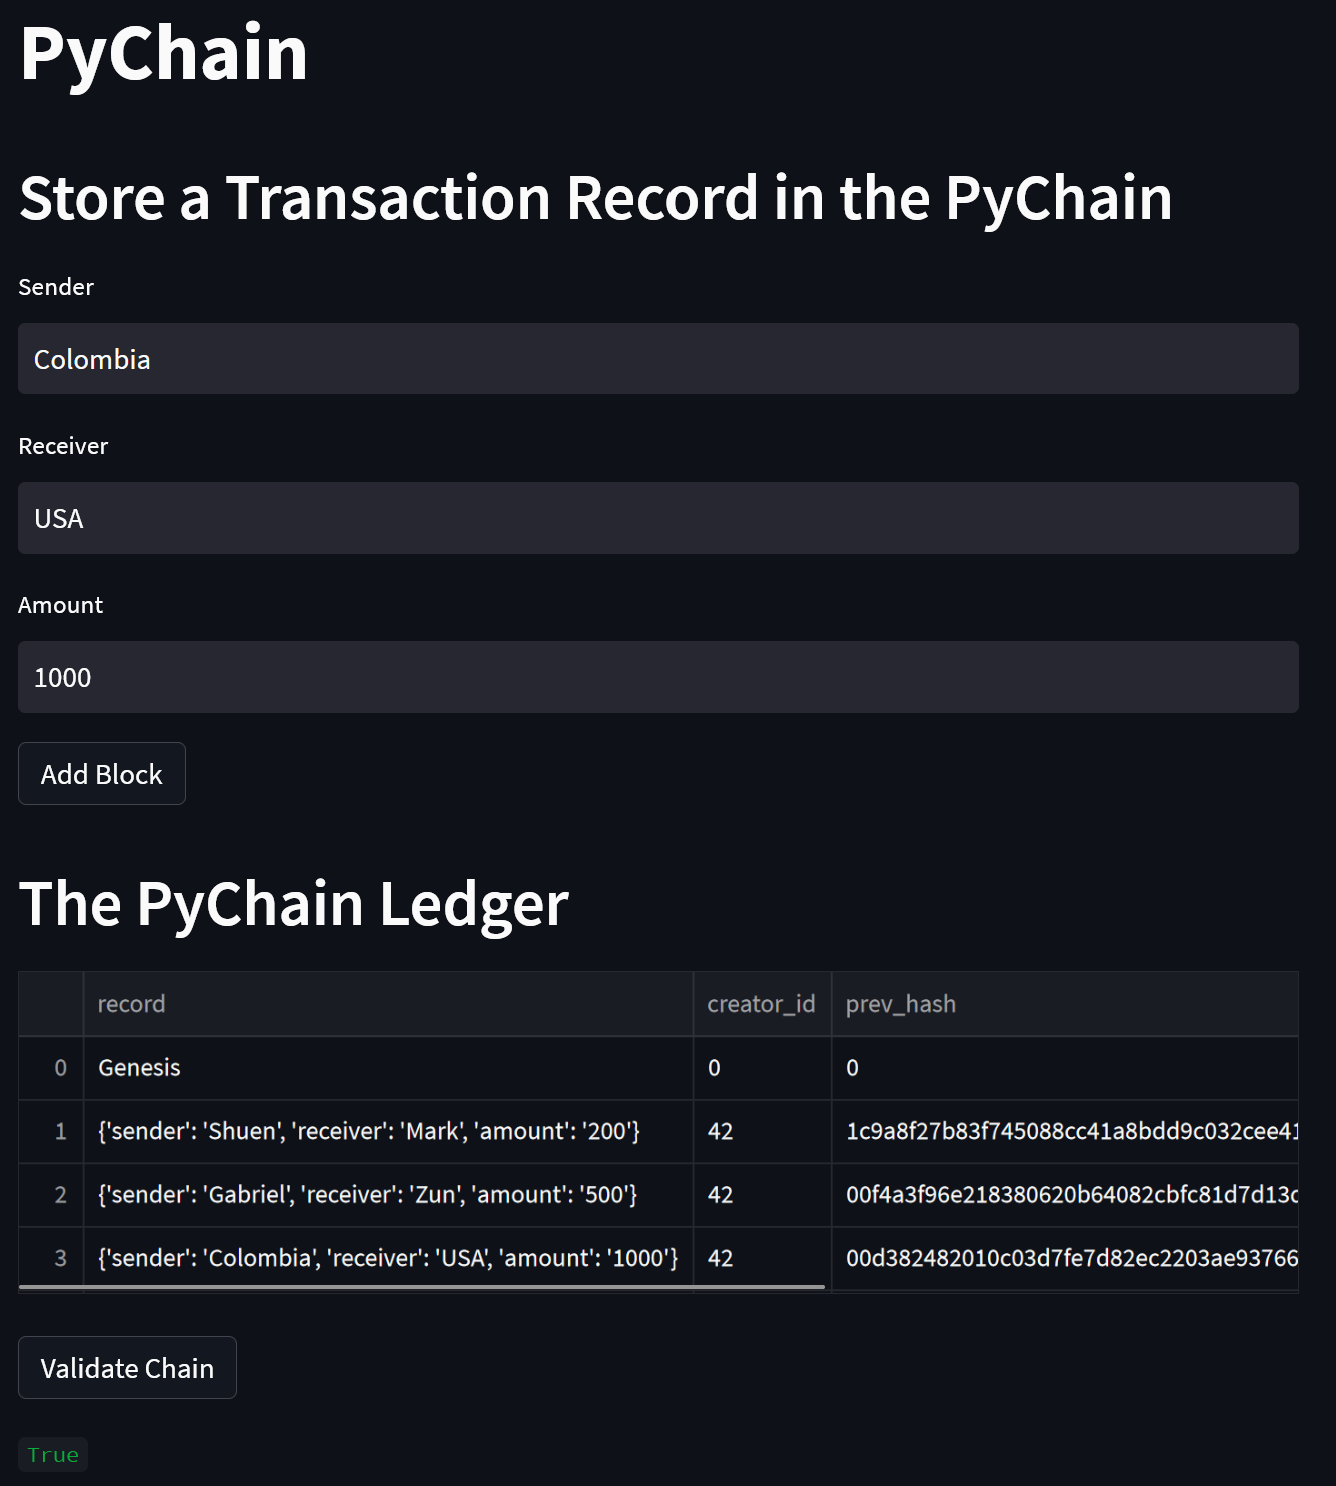 PyChain
Store a Transaction Record in the PyChain
Sender
Colombia
Receiver
USA
Amount
1000
Add Block
The PyChain Ledger
record creator_id prev_hash
0 Genesis 0 0
1 {'sender': 'Shuen', 'receiver': 'Mark', 'amount': '200'} 42 1c9a8f27b83f745088cc41a8bdd9c032cee41
2 {'sender': 'Gabriel', 'receiver': 'Zun', 'amount': '500'} 42 00f4a3f96e218380620b64082cbfc81d7d13c
3 {'sender': 'Colombia', 'receiver': 'USA', 'amount': '1000'} 42 00d382482010c03d7fe7d82ec2203ae93766
Validate Chain
True